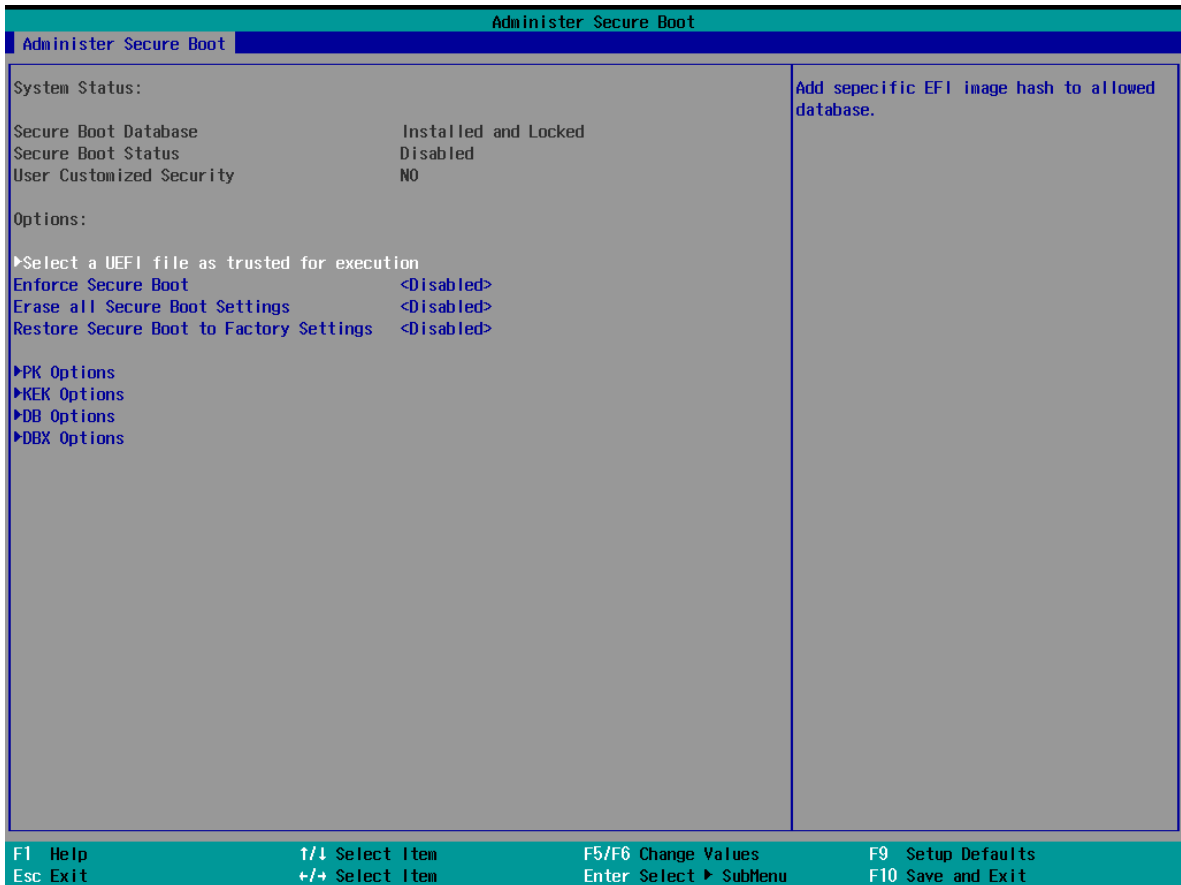 Administer Secure Boot
Administer Secure Boot
System Status:
Secure Boot Database Installed and Locked
Secure Boot Status Disabled
User Customized Security NO
Options:
▶Select a UEFI file as trusted for execution
Enforce Secure Boot <Disabled>
Erase all Secure Boot Settings <Disabled>
Restore Secure Boot to Factory Settings <Disabled>
▶PK Options
▶KEK Options
▶DB Options
▶DBX Options
Add sepecific EFI image hash to allowed
database.
F1 Help ↑/↓ Select Item F5/F6 Change Values F9 Setup Defaults
Esc Exit ←/→ Select Item Enter Select ▶ SubMenu F10 Save and Exit